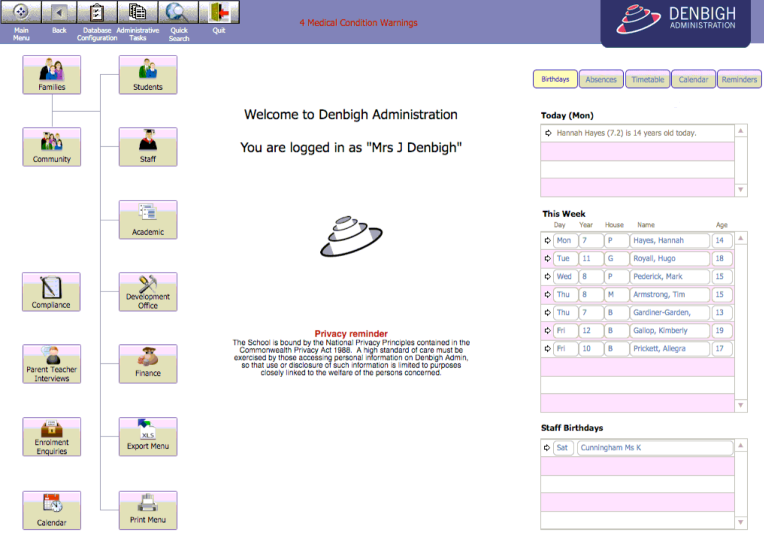 Main Menu
Back
Database Configuration
Administrative Tasks
Quick Search
Quit
4 Medical Condition Warnings
DENBIGH
ADMINISTRATION
Families
Students
Community
Staff
Academic
Compliance
Development Office
Parent Teacher Interviews
Finance
Enrolment Enquiries
XLS
Export Menu
Calendar
Print Menu
Welcome to Denbigh Administration
You are logged in as "Mrs J Denbigh"
Privacy reminder
The School is bound by the National Privacy Principles contained in the
Commonwealth Privacy Act 1988. A high standard of care must be
exercised by those accessing personal information on Denbigh Admin,
so that use or disclosure of such information is limited to purposes
closely linked to the welfare of the persons concerned.
Birthdays Absences Timetable Calendar Reminders
Today (Mon)
Hannah Hayes (7.2) is 14 years old today.
This Week
Day Year House Name Age
Mon 7 P Hayes, Hannah 14
Tue 11 G Royall, Hugo 18
Wed 8 P Pederick, Mark 15
Thu 8 M Armstrong, Tim 15
Thu 7 B Gardiner-Garden, 13
Fri 12 B Gallop, Kimberly 19
Fri 10 B Prickett, Allegra 17
Staff Birthdays
Sat Cunningham Ms K